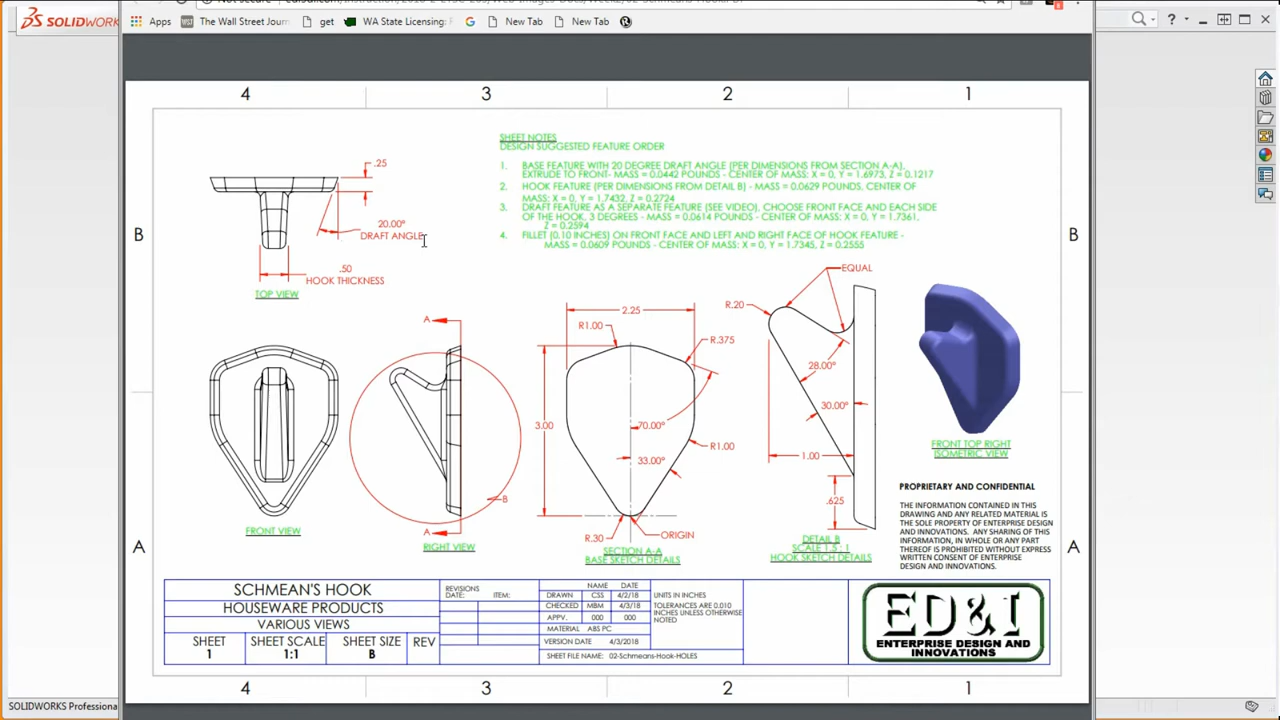 SOLIDWORKS
Apps
The Wall Street Journ
get
WA State Licensing:
New Tab
New Tab
4
3
2
1
SHEET NOTES
DESIGN SUGGESTED FEATURE ORDER
1. BASE FEATURE WITH 20 DEGREE DRAFT ANGLE (PER DIMENSIONS FROM SECTION A-A),
EXTRUDE TO FRONT- MASS = 0.0442 POUNDS - CENTER OF MASS: X = 0, Y = 1.6973, Z = 0.1217
2. HOOK FEATURE (PER DIMENSIONS FROM DETAIL B) - MASS = 0.0629 POUNDS, CENTER OF
MASS: X = 0, Y = 1.7432, Z = 0.2724
3. DRAFT FEATURE AS A SEPARATE FEATURE (SEE VIDEO), CHOOSE FRONT FACE AND EACH SIDE
OF THE HOOK, 3 DEGREES - MASS = 0.0614 POUNDS - CENTER OF MASS: X = 0, Y = 1.7361,
Z = 0.2594
4. FILLET (0.10 INCHES) ON FRONT FACE AND LEFT AND RIGHT FACE OF HOOK FEATURE -
MASS = 0.0609 POUNDS - CENTER OF MASS: X = 0, Y = 1.7345, Z = 0.2555
.25
20.00°
DRAFT ANGLE
.50
HOOK THICKNESS
TOP VIEW
B
B
FRONT VIEW
A
A
B
RIGHT VIEW
2.25
R1.00
R.375
3.00
70.00°
R1.00
33.00°
R.30
ORIGIN
SECTION A-A
BASE SKETCH DETAILS
EQUAL
R.20
28.00°
30.00°
1.00
.625
DETAIL B
SCALE 1.5 : 1
HOOK SKETCH DETAILS
FRONT TOP RIGHT
ISOMETRIC VIEW
PROPRIETARY AND CONFIDENTIAL
THE INFORMATION CONTAINED IN THIS
DRAWING AND ANY RELATED MATERIAL IS
THE SOLE PROPERTY OF ENTERPRISE DESIGN
AND INNOVATIONS. ANY SHARING OF THIS
INFORMATION, IN WHOLE OR ANY PART
THEREOF IS PROHIBITED WITHOUT EXPRESS
WRITTEN CONSENT OF ENTERPRISE
DESIGN AND INNOVATIONS.
A
A
SCHMEAN'S HOOK
HOUSEWARE PRODUCTS
VARIOUS VIEWS
SHEET
1
SHEET SCALE
1:1
SHEET SIZE
B
REV
REVISIONS
DATE: ITEM:
NAME DATE
DRAWN CSS 4/2/18
CHECKED MBM 4/3/18
APPV. 000 000
MATERIAL ABS PC
VERSION DATE 4/3/2018
SHEET FILE NAME: 02-Schmeans-Hook-HOLES
UNITS IN INCHES
TOLERANCES ARE 0.010
INCHES UNLESS OTHERWISE
NOTED
ED&I
ENTERPRISE DESIGN AND
INNOVATIONS
4
3
2
1
SOLIDWORKS Professiona